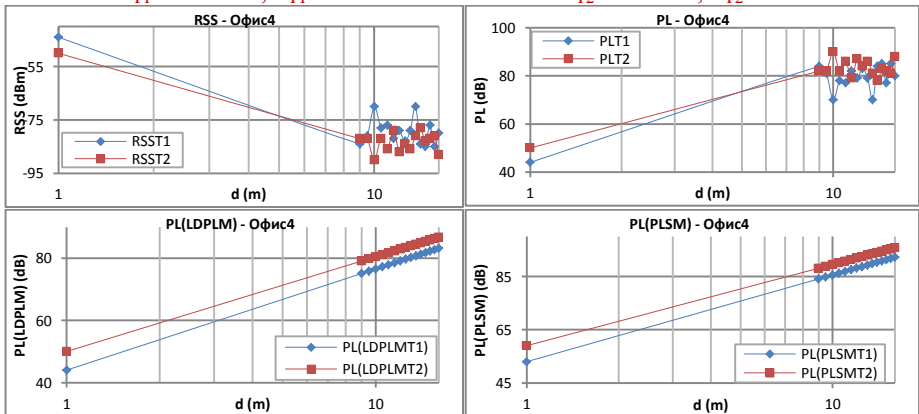 RSS - Офис4
RSS (dBm)
-55
-75
-95
RSST1
RSST2
1
10
d (m)
PL - Офис4
PL (dB)
100
80
60
40
PLT1
PLT2
1
10
d (m)
PL(LDPLM) - Офис4
PL(LDPLM) (dB)
80
60
40
PL(LDPLMT1)
PL(LDPLMT2)
1
10
d (m)
PL(PLSM) - Офис4
PL(PLSM) (dB)
85
65
45
PL(PLSMT1)
PL(PLSMT2)
1
10
d (m)